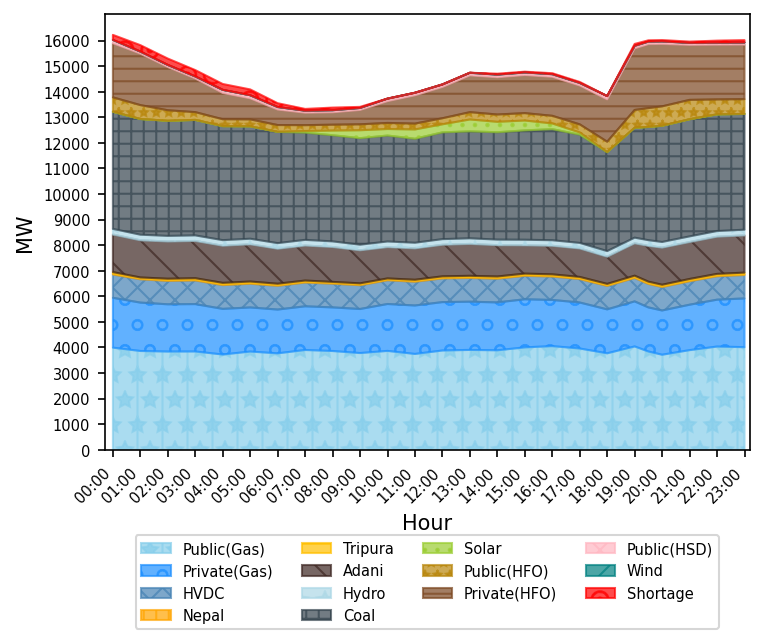 16000
15000
14000
13000
12000
11000
10000
9000
8000
7000
6000
5000
4000
3000
2000
1000
0
MW
00:00 01:00 02:00 03:00 04:00 05:00 06:00 07:00 08:00 09:00 10:00 11:00 12:00 13:00 14:00 15:00 16:00 17:00 18:00 19:00 20:00 21:00 22:00 23:00
Hour
Public(Gas) Tripura Solar Public(HSD)
Private(Gas) Adani Public(HFO) Wind
HVDC Hydro Private(HFO) Shortage
Nepal Coal